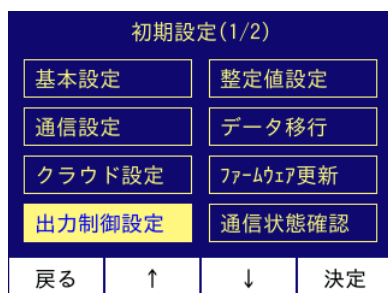 初期設定(1/2)
基本設定 整定値設定
通信設定 データ移行
クラウド設定 ﾌｧｰﾑｳｪｱ更新
出力制御設定 通信状態確認
戻る ↑ ↓ 決定